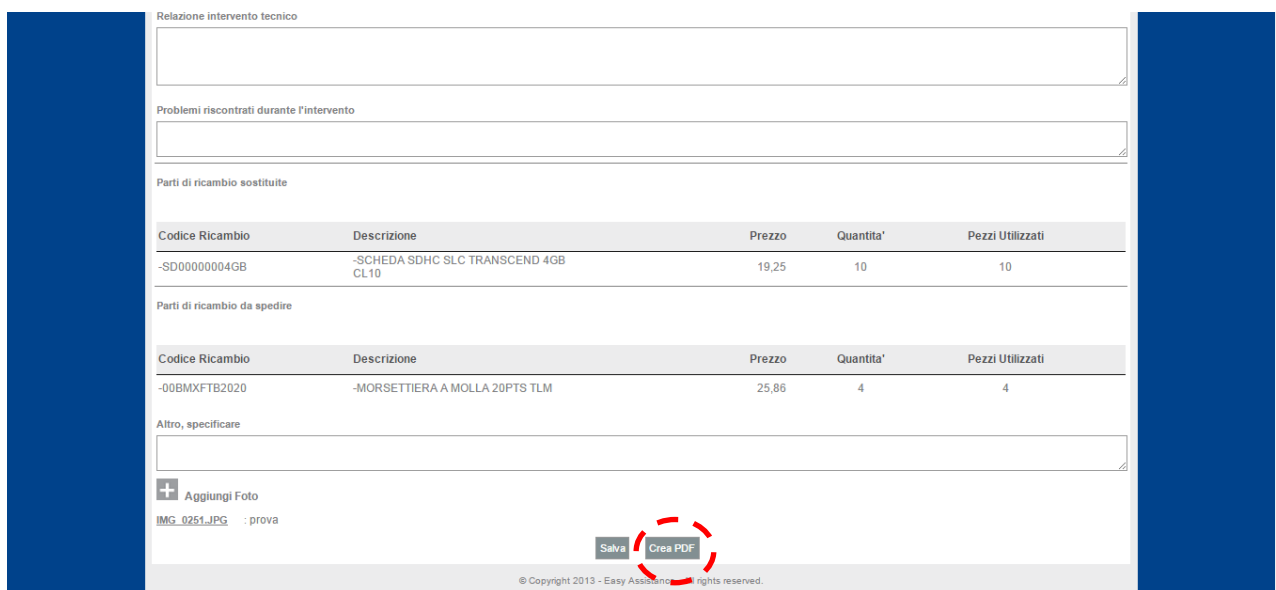 Relazione intervento tecnico
Problemi riscontrati durante l'intervento
Parti di ricambio sostituite
Codice Ricambio Descrizione Prezzo Quantita' Pezzi Utilizzati
-SD00000004GB -SCHEDA SDHC SLC TRANSCEND 4GB CL10 19,25 10 10
Parti di ricambio da spedire
Codice Ricambio Descrizione Prezzo Quantita' Pezzi Utilizzati
-00BMXFTB2020 -MORSETTIERA A MOLLA 20PTS TLM 25,86 4 4
Altro, specificare
Aggiungi Foto
IMG_0251.JPG : prova
Salva Crea PDF
© Copyright 2013 - Easy Assistance rights reserved.